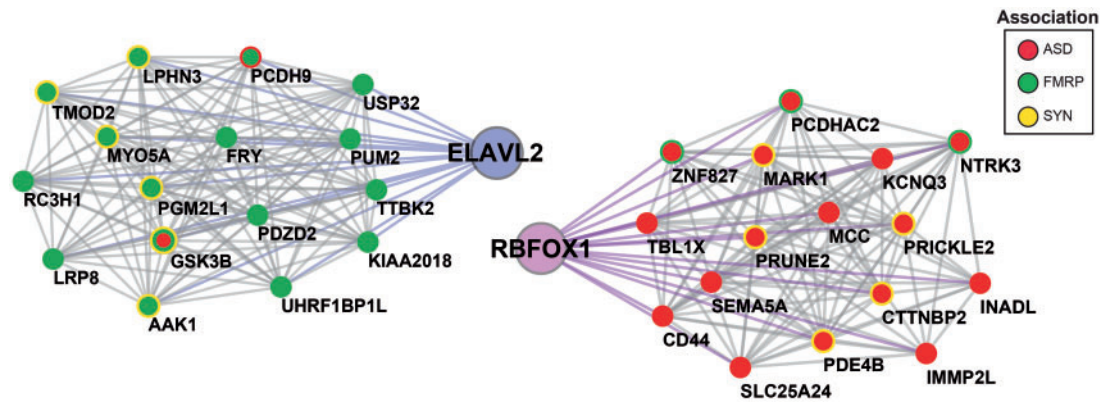 Association
ASD
FMRP
SYN
LPHN3
PCDH9
TMOD2
USP32
MYO5A
FRY
PUM2
ELAVL2
RC3H1
PGM2L1
TTBK2
PDZD2
GSK3B
KIAA2018
LRP8
UHRF1BP1L
AAK1
PCDHAC2
ZNF827
MARK1
KCNQ3
NTRK3
RBFOX1
TBL1X
MCC
PRUNE2
PRICKLE2
SEMA5A
CTTNBP2
INADL
CD44
PDE4B
IMMP2L
SLC25A24